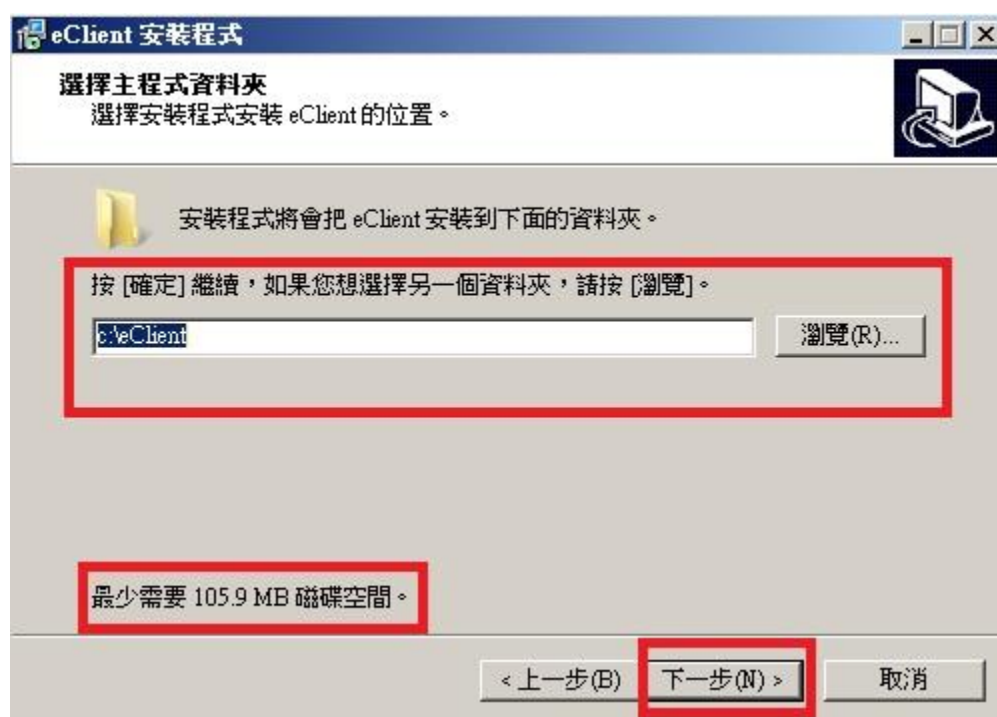 eClient 安裝程式
選擇主程式資料夾
選擇安裝程式安裝 eClient 的位置。
安裝程式將會把 eClient 安裝到下面的資料夾。
按 [確定] 繼續，如果您想選擇另一個資料夾，請按 [瀏覽]。
c:\eClient
瀏覽(R)...
最少需要 105.9 MB 磁碟空間。
< 上一步(B)
下一步(N) >
取消